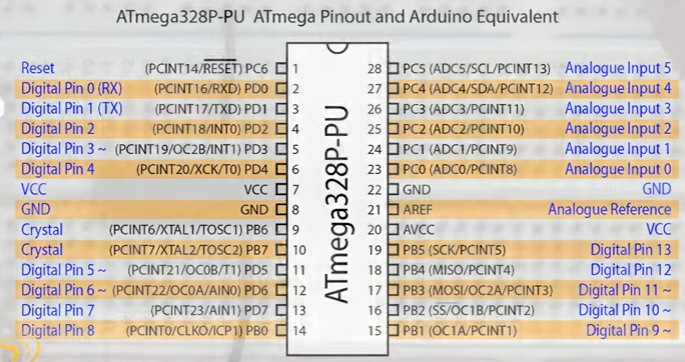 ATmega328P-PU ATmega Pinout and Arduino Equivalent
Reset (PCINT14/RESET) PC6 1 28 PC5 (ADC5/SCL/PCINT13) Analogue Input 5
Digital Pin 0 (RX) (PCINT16/RXD) PD0 2 27 PC4 (ADC4/SDA/PCINT12) Analogue Input 4
Digital Pin 1 (TX) (PCINT17/TXD) PD1 3 26 PC3 (ADC3/PCINT11) Analogue Input 3
Digital Pin 2 (PCINT18/INT0) PD2 4 25 PC2 (ADC2/PCINT10) Analogue Input 2
Digital Pin 3 ~ (PCINT19/OC2B/INT1) PD3 5 24 PC1 (ADC1/PCINT9) Analogue Input 1
Digital Pin 4 (PCINT20/XCK/T0) PD4 6 23 PC0 (ADC0/PCINT8) Analogue Input 0
VCC VCC 7 22 GND GND
GND GND 8 21 AREF Analogue Reference
Crystal (PCINT6/XTAL1/TOSC1) PB6 9 20 AVCC VCC
Crystal (PCINT7/XTAL2/TOSC2) PB7 10 19 PB5 (SCK/PCINT5) Digital Pin 13
Digital Pin 5 ~ (PCINT21/OC0B/T1) PD5 11 18 PB4 (MISO/PCINT4) Digital Pin 12
Digital Pin 6 ~ (PCINT22/OC0A/AIN0) PD6 12 17 PB3 (MOSI/OC2A/PCINT3) Digital Pin 11 ~
Digital Pin 7 (PCINT23/AIN1) PD7 13 16 PB2 (SS/OC1B/PCINT2) Digital Pin 10 ~
Digital Pin 8 (PCINT0/CLKO/ICP1) PB0 14 15 PB1 (OC1A/PCINT1) Digital Pin 9 ~
ATmega328P-PU